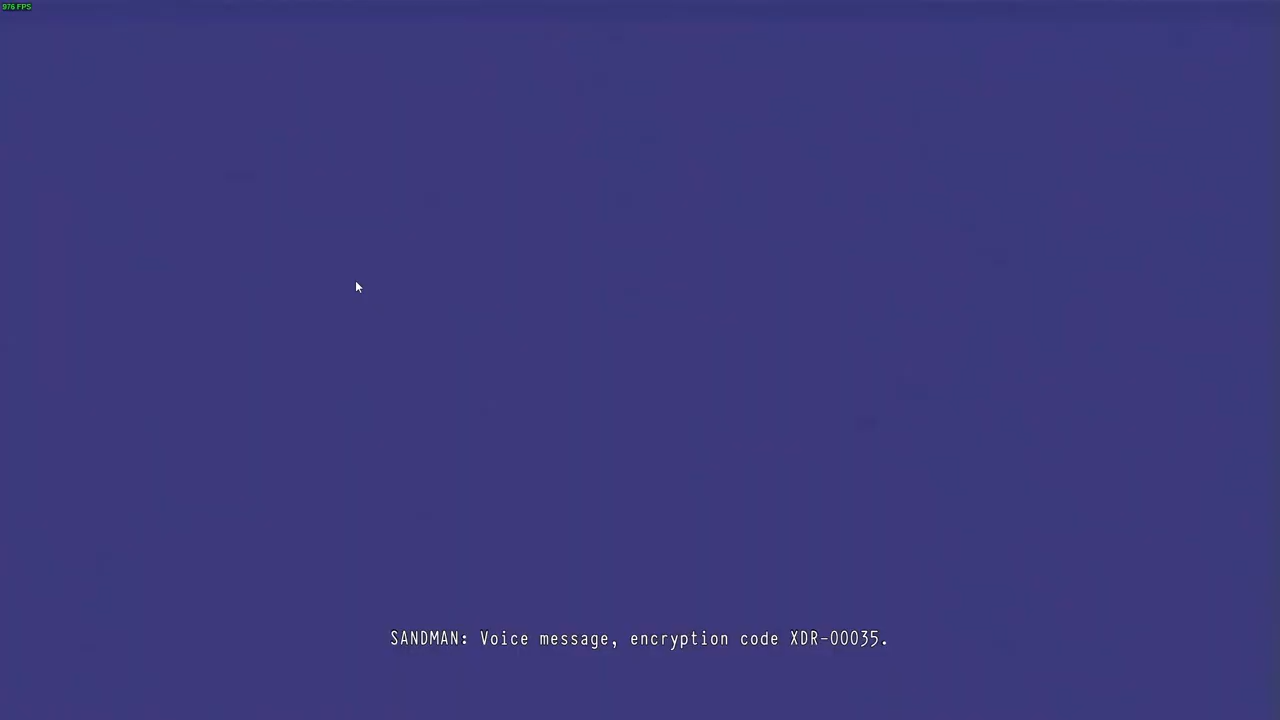 976 FPS
SANDMAN: Voice message, encryption code XDR-00035.